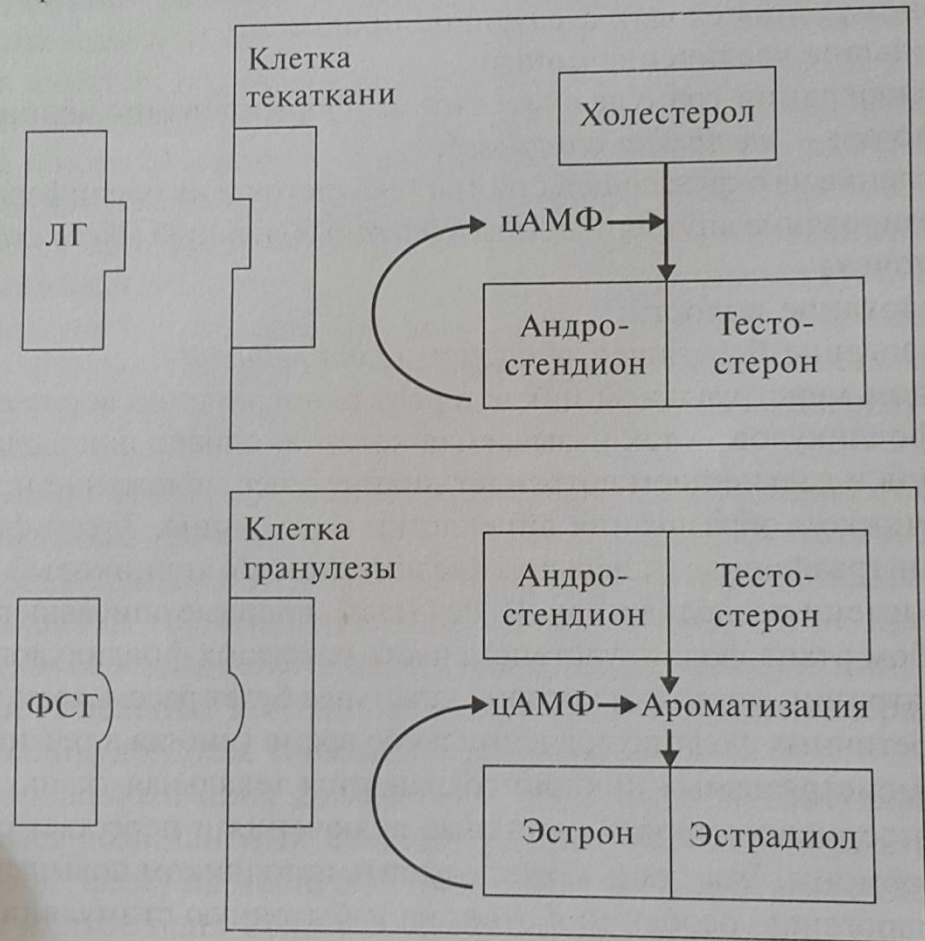 Клетка
текаткани
Холестерол
ЛГ
цАМФ
Андро-
стендион
Тесто-
стерон
Клетка
гранулезы
Андро-
стендион
Тесто-
стерон
ФСГ
цАМФ
Ароматизация
Эстрон
Эстрадиол